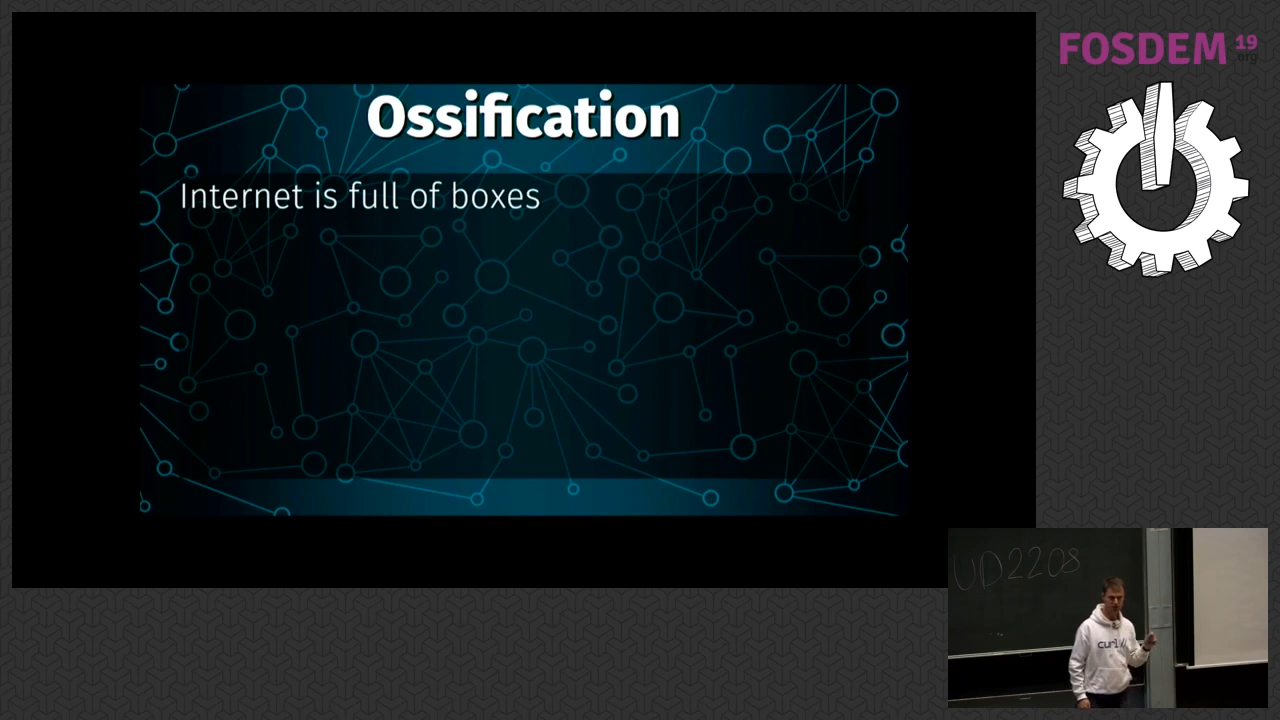 Ossification
Internet is full of boxes
FOSDEM 19
.org
UD2208
curl://